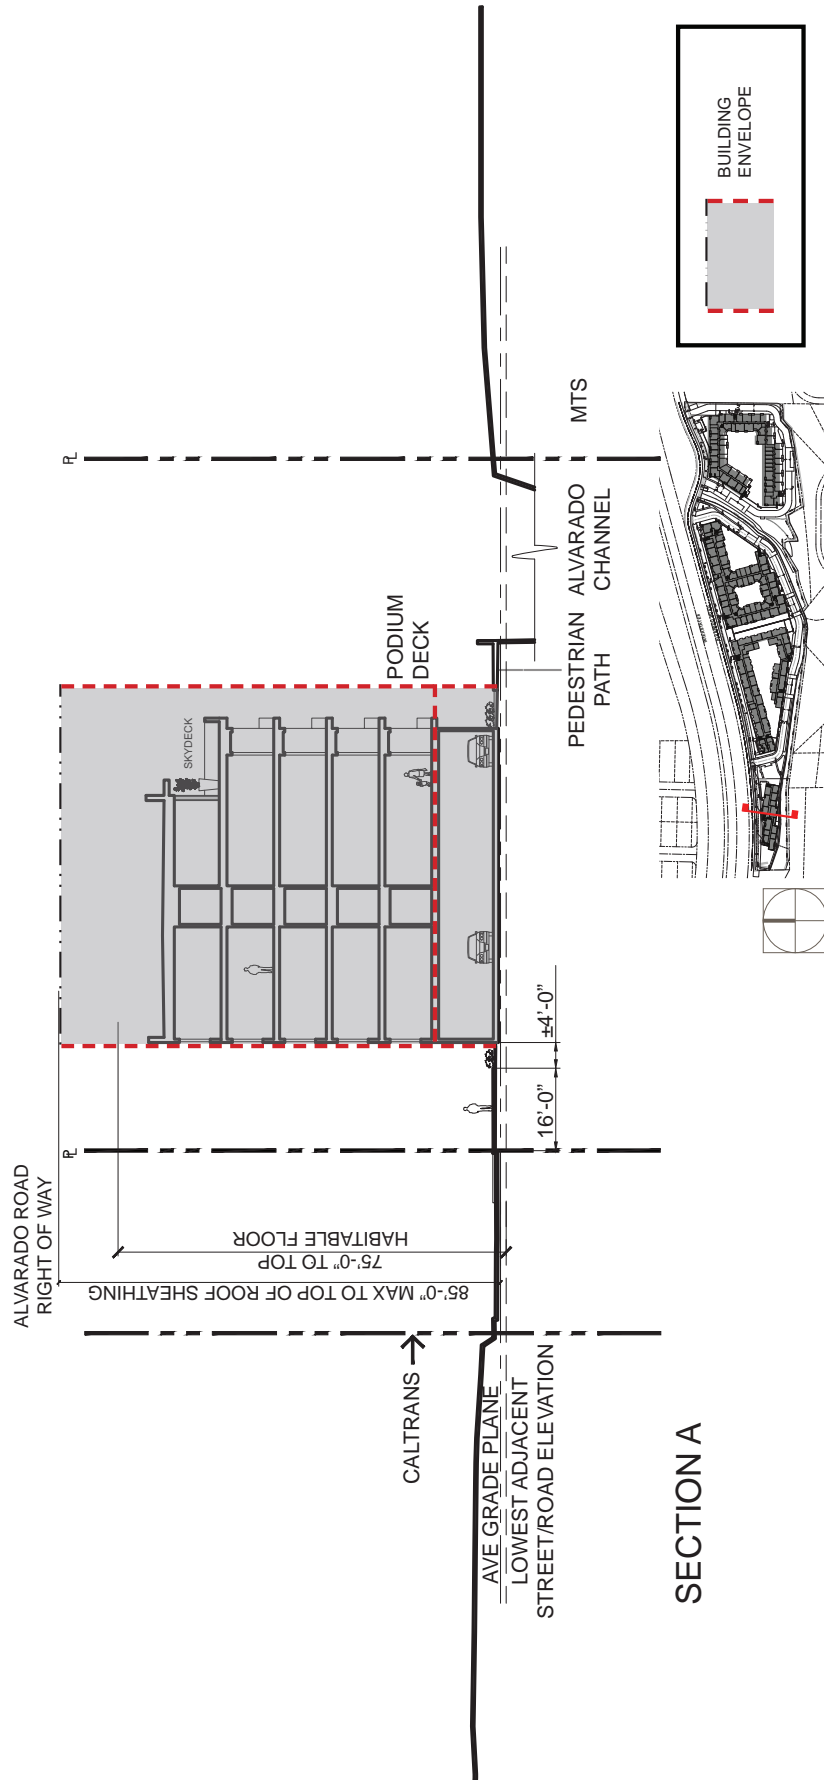 ALVARADO ROAD
RIGHT OF WAY
℄
℄
85'-0" MAX TO TOP OF ROOF SHEATHING
75'-0" TO TOP
HABITABLE FLOOR
SKYDECK
PODIUM
DECK
CALTRANS
AVE GRADE PLANE
LOWEST ADJACENT
STREET/ROAD ELEVATION
16'-0"
±4'-0"
PEDESTRIAN
PATH
ALVARADO
CHANNEL
MTS
SECTION A
BUILDING
ENVELOPE